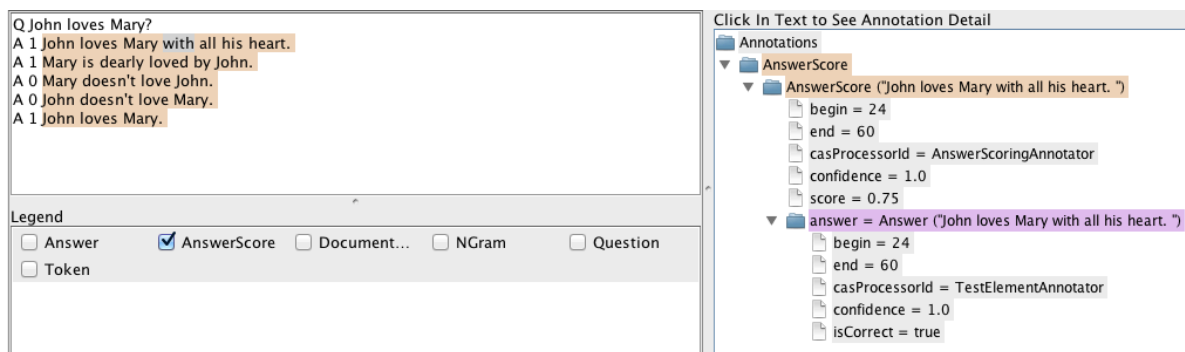 Q John loves Mary?
A 1 John loves Mary with all his heart.
A 1 Mary is dearly loved by John.
A 0 Mary doesn't love John.
A 0 John doesn't love Mary.
A 1 John loves Mary.
Legend
Answer
AnswerScore
Document...
NGram
Question
Token
Click In Text to See Annotation Detail
Annotations
AnswerScore
AnswerScore ("John loves Mary with all his heart. ")
begin = 24
end = 60
casProcessorId = AnswerScoringAnnotator
confidence = 1.0
score = 0.75
answer = Answer ("John loves Mary with all his heart. ")
begin = 24
end = 60
casProcessorId = TestElementAnnotator
confidence = 1.0
isCorrect = true